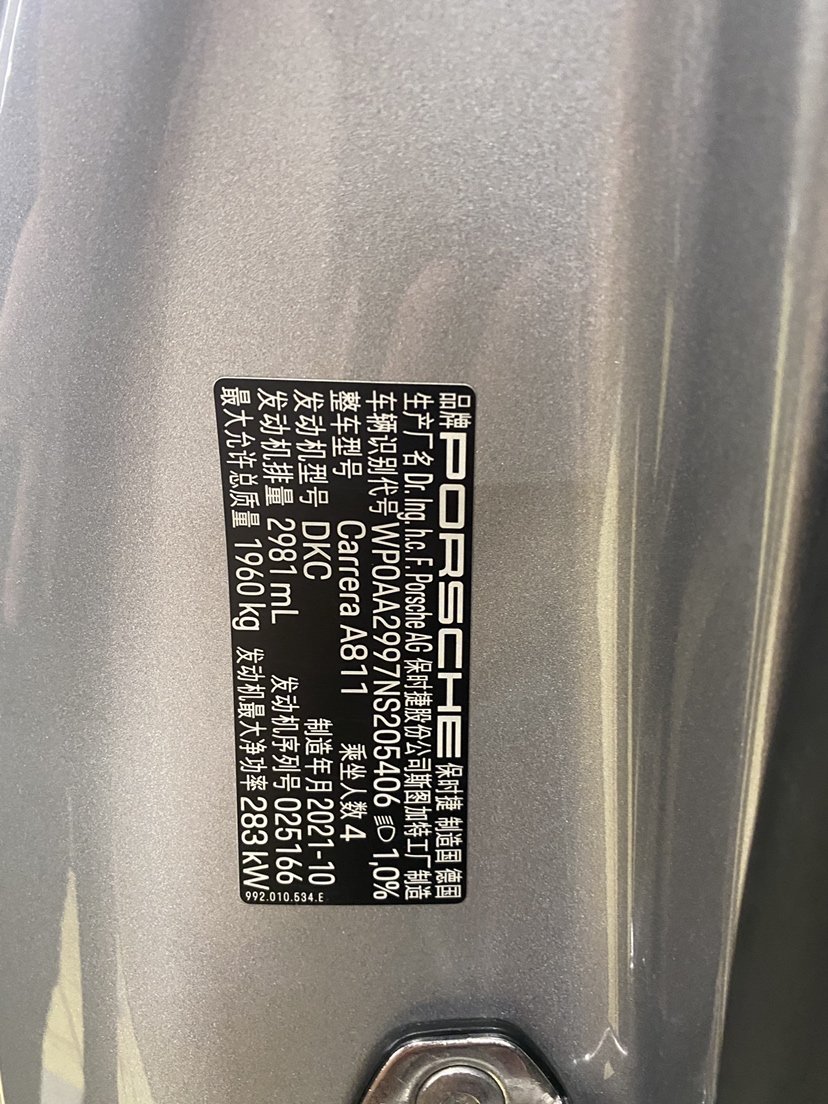 品牌 PORSCHE 保时捷 制造国 德国
生产厂名 Dr. Ing. h.c. F. Porsche AG 保时捷股份公司斯图加特工厂制造
车辆识别代号 WP0AA2997NS205406 1,0%
整车型号 Carrera A811 乘坐人数 4
发动机型号 DKC 制造年月 2021-10
发动机排量 2981 mL 发动机序列号 025166
最大允许总质量 1960 kg 发动机最大净功率 283 kW
992.010.534.E